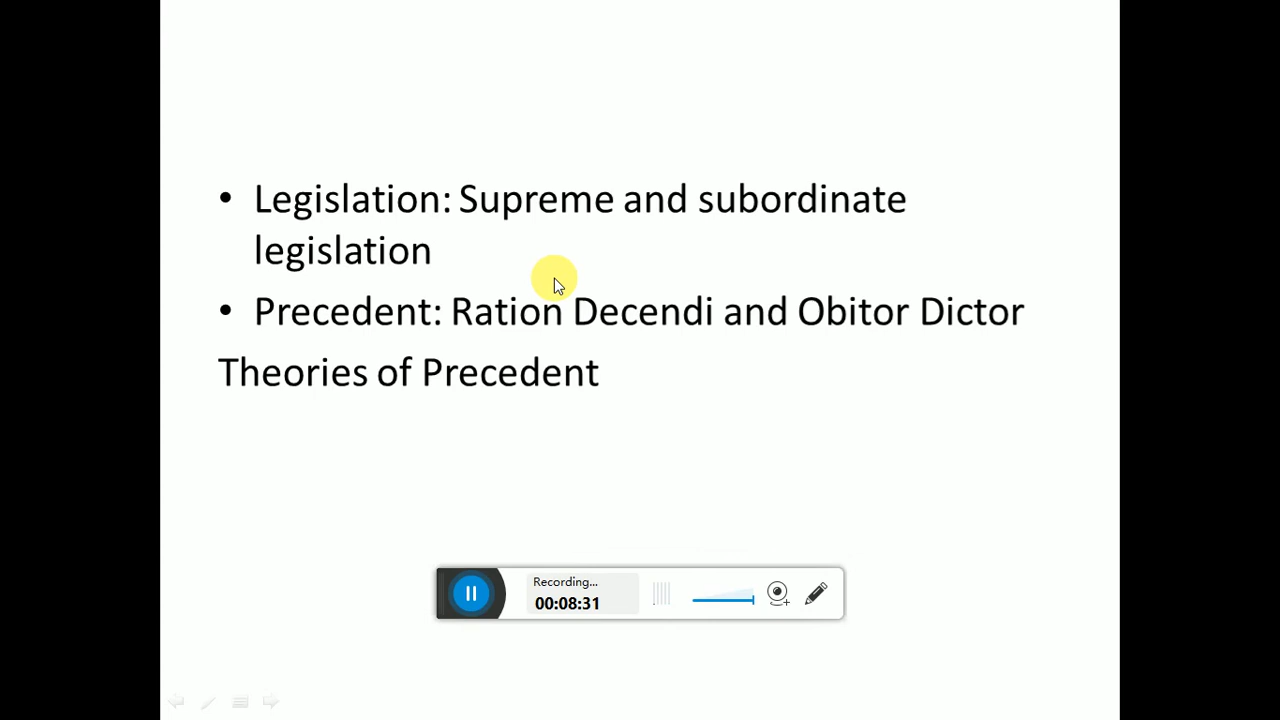 • Legislation: Supreme and subordinate
legislation
• Precedent: Ration Decendi and Obitor Dictor
Theories of Precedent
Recording...
00:08:31